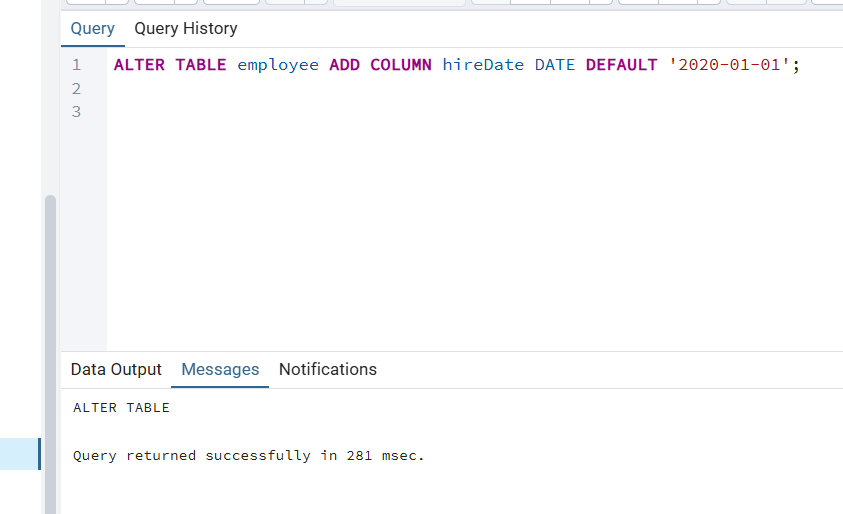 Query Query History
1 ALTER TABLE employee ADD COLUMN hireDate DATE DEFAULT '2020-01-01';
2
3
Data Output Messages Notifications
ALTER TABLE
Query returned successfully in 281 msec.